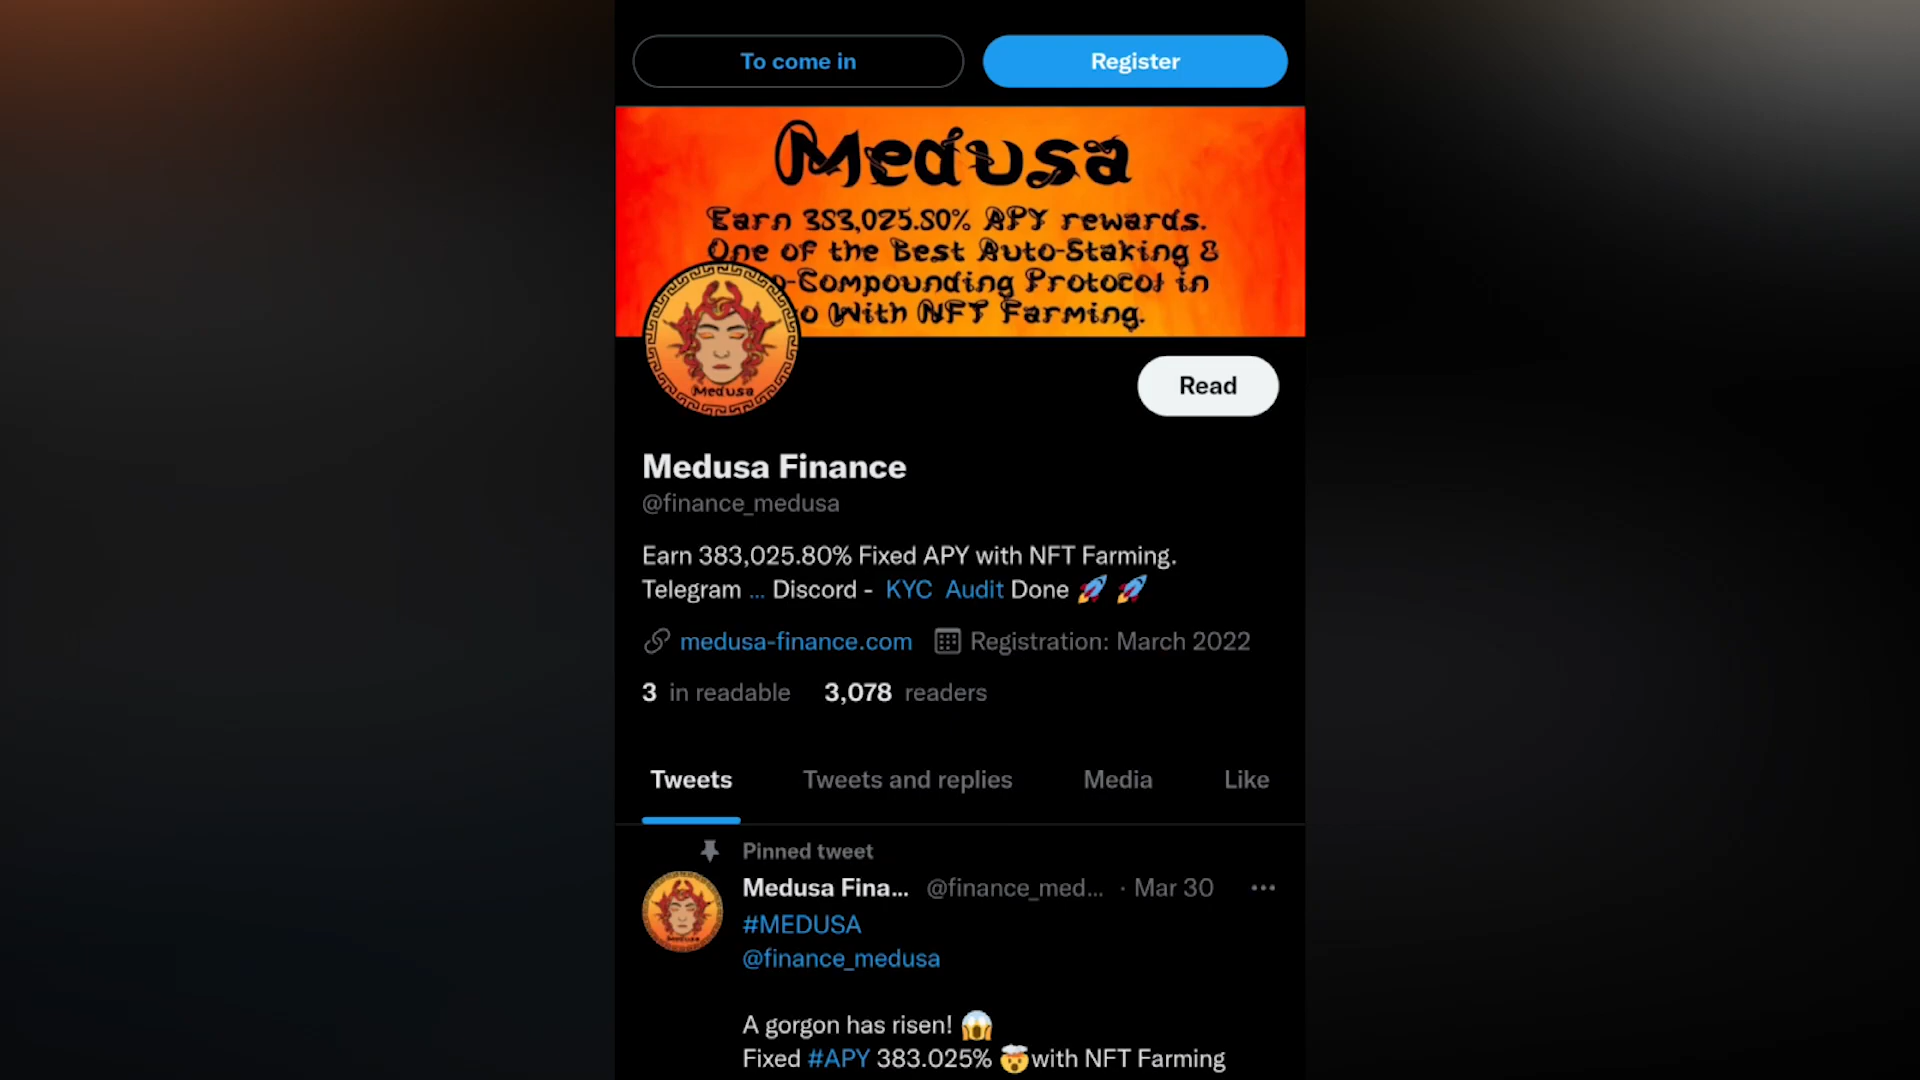 To come in
Register
Medusa
Earn 383,025.80% APY rewards.
One of the Best Auto-Staking &
-Compounding Protocol in
With NFT Farming.
Medusa
Read
Medusa Finance
@finance_medusa
Earn 383,025.80% Fixed APY with NFT Farming.
Telegram ... Discord - KYC Audit Done 🚀 🚀
medusa-finance.com Registration: March 2022
3 in readable 3,078 readers
Tweets Tweets and replies Media Like
Pinned tweet
Medusa Fina... @finance_med... · Mar 30 ...
#MEDUSA
@finance_medusa
A gorgon has risen! 😱
Fixed #APY 383.025% 🤯with NFT Farming